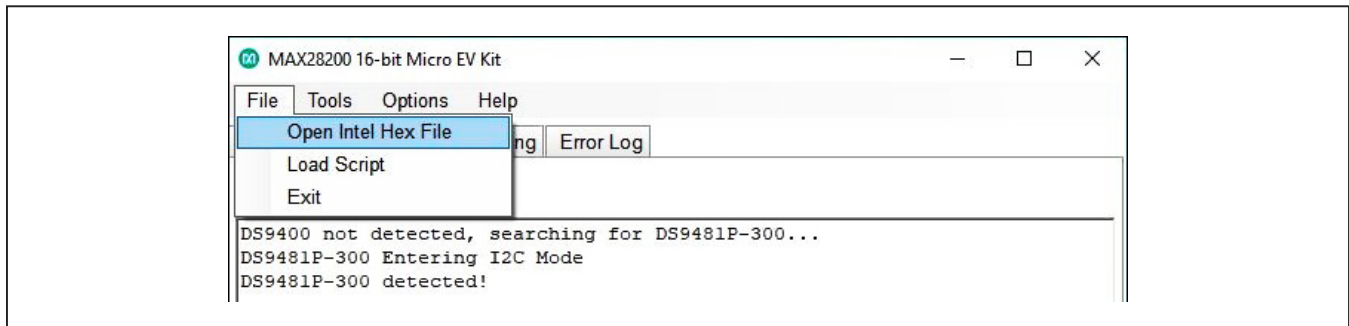 MAX28200 16-bit Micro EV Kit
File Tools Options Help
Open Intel Hex File
ng Error Log
Load Script
Exit
DS9400 not detected, searching for DS9481P-300...
DS9481P-300 Entering I2C Mode
DS9481P-300 detected!